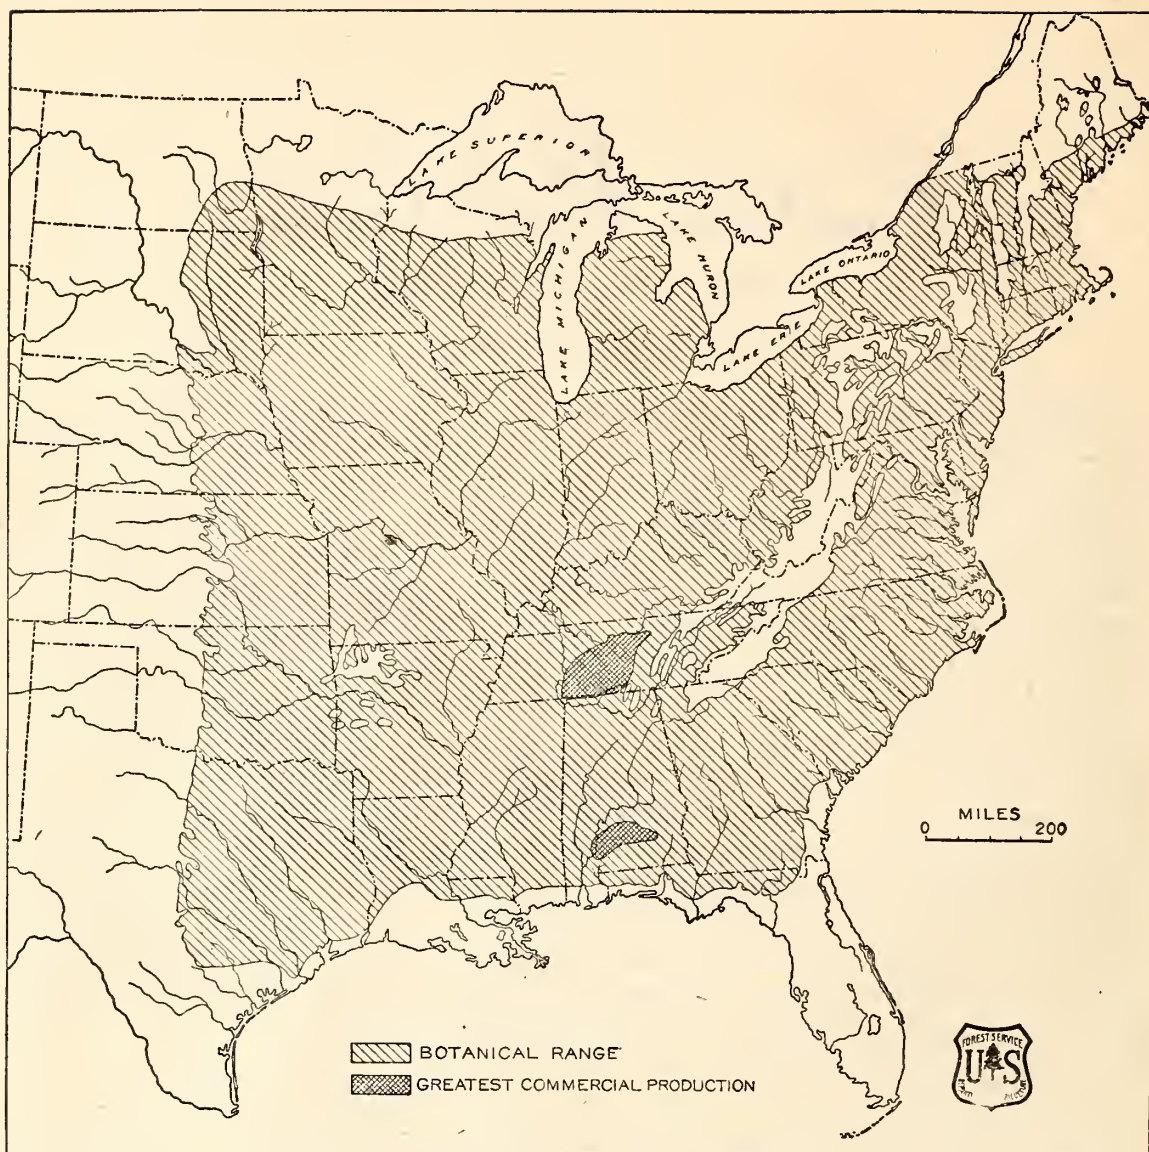 LAKE SUPERIOR
LAKE MICHIGAN
LAKE HURON
LAKE ONTARIO
LAKE ERIE
MILES
0 200
BOTANICAL RANGE
GREATEST COMMERCIAL PRODUCTION
FOREST SERVICE
U S